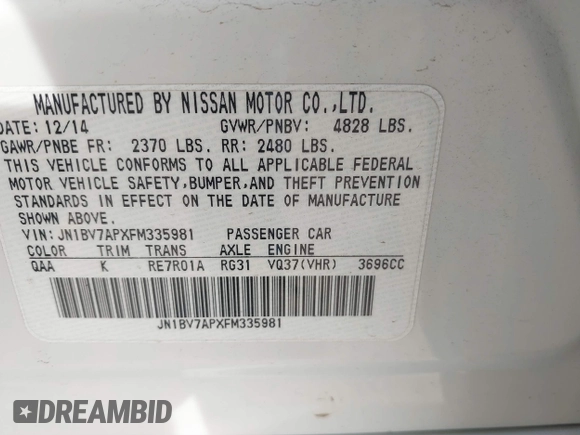 MANUFACTURED BY NISSAN MOTOR CO.,LTD.
DATE: 12/14 GVWR/PNBV: 4828 LBS.
GAWR/PNBE FR: 2370 LBS. RR: 2480 LBS.
THIS VEHICLE CONFORMS TO ALL APPLICABLE FEDERAL
MOTOR VEHICLE SAFETY,BUMPER,AND THEFT PREVENTION
STANDARDS IN EFFECT ON THE DATE OF MANUFACTURE
SHOWN ABOVE.
VIN:JN1BV7APXFM335981 PASSENGER CAR
COLOR TRIM TRANS AXLE ENGINE
QAA K RE7R01A RG31 VQ37(VHR) 3696CC
JN1BV7APXFM335981
DREAMBID